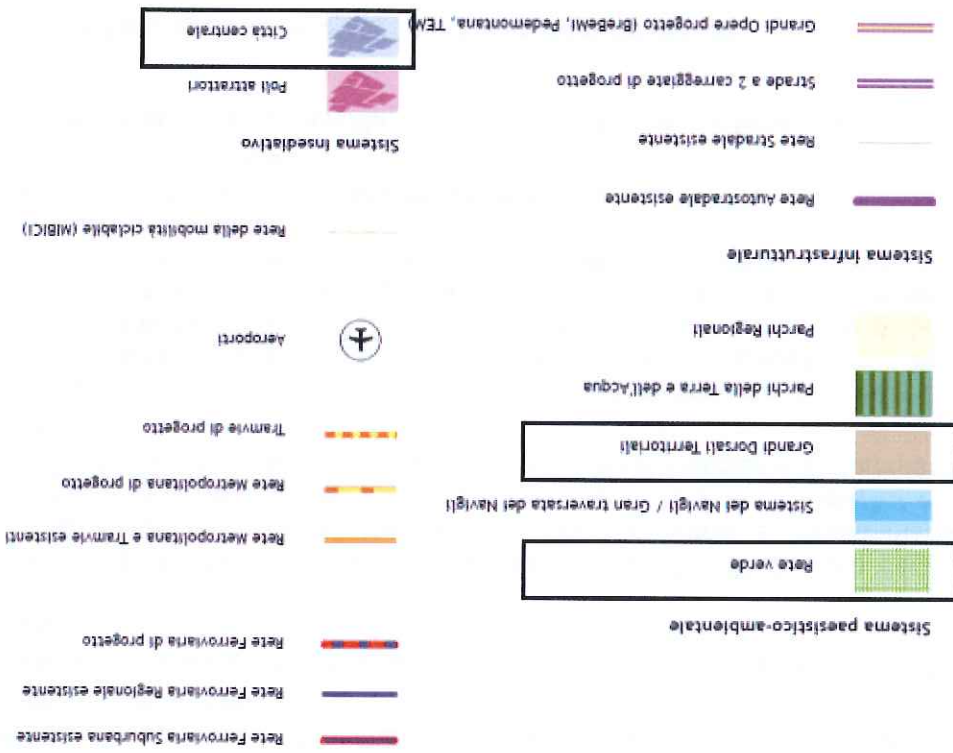 Sistema paesistico-ambientale
Rete verde
Sistema dei Navigli / Gran traversata dei Navigli
Grandi Dorsali Territoriali
Parchi della Terra e dell'Acqua
Parchi Regionali
Sistema infrastrutturale
Rete Autostradale esistente
Rete Stradale esistente
Strade a 2 carreggiate di progetto
Grandi Opere progetto (BreBeMi, Pedemontana, TEM)
Rete Ferroviaria Suburbana esistente
Rete Ferroviaria Regionale esistente
Rete Ferroviaria di progetto
Rete Metropolitana e Tramvie esistenti
Rete Metropolitana di progetto
Tramvie di progetto
Aeroporti
Rete della mobilità ciclabile (MIBICI)
Sistema insediativo
Poli attrattori
Città centrale